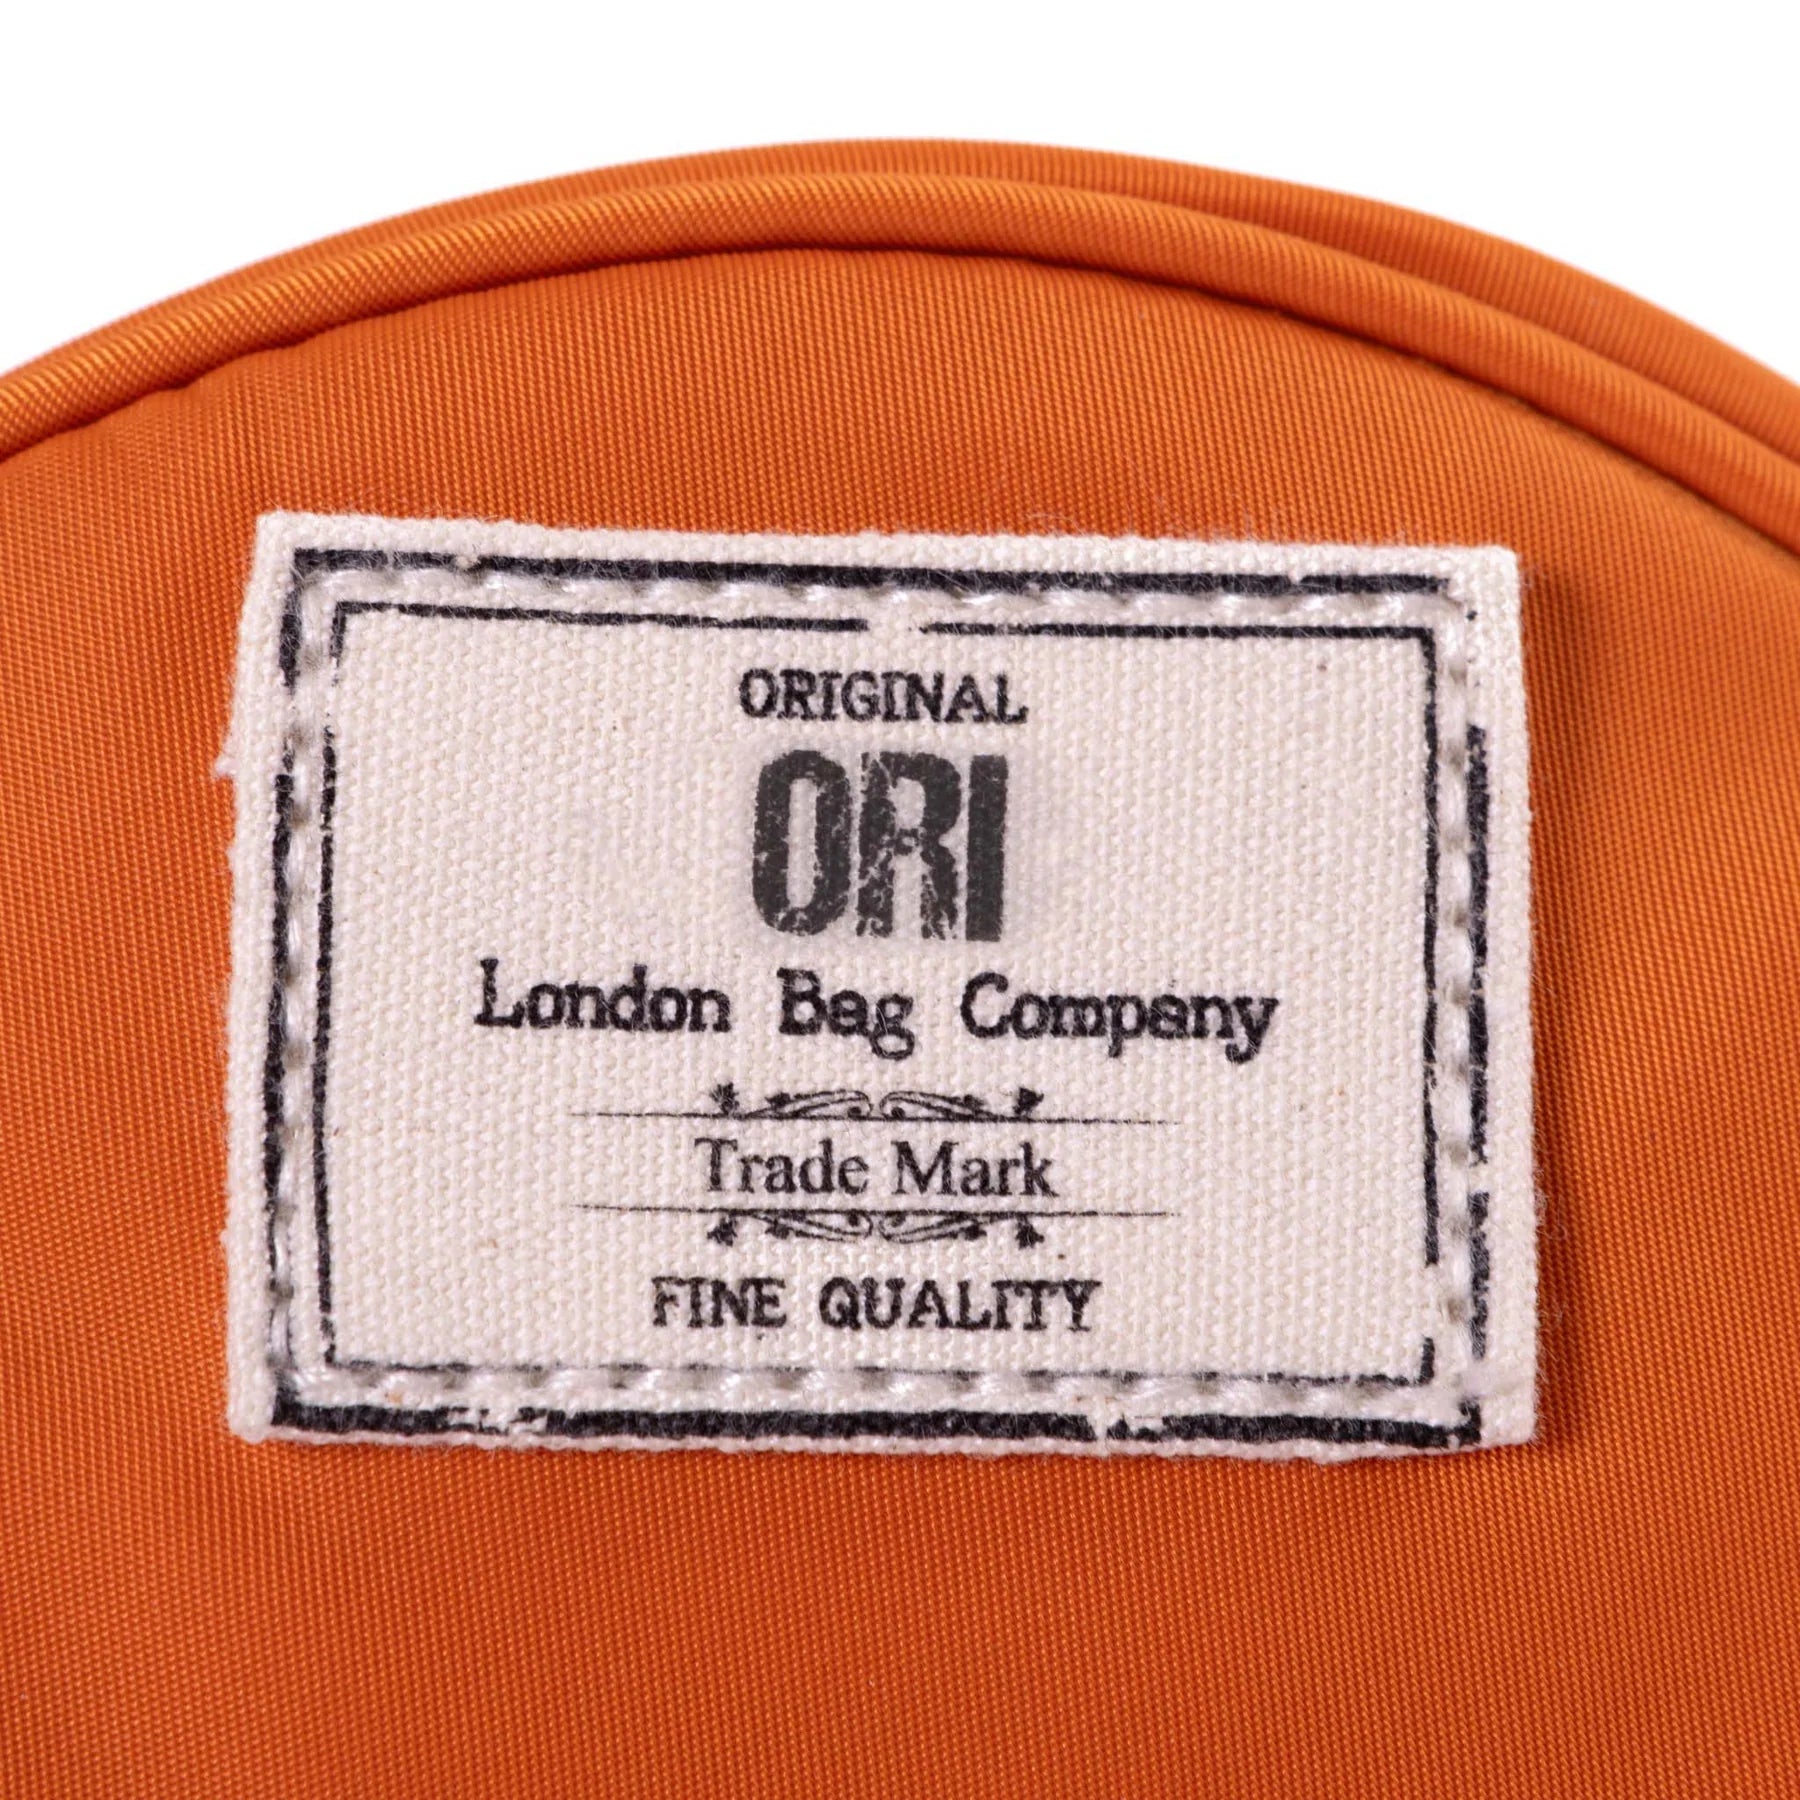 ORIGINAL
ORI
London Bag Company
Trade Mark
FINE QUALITY